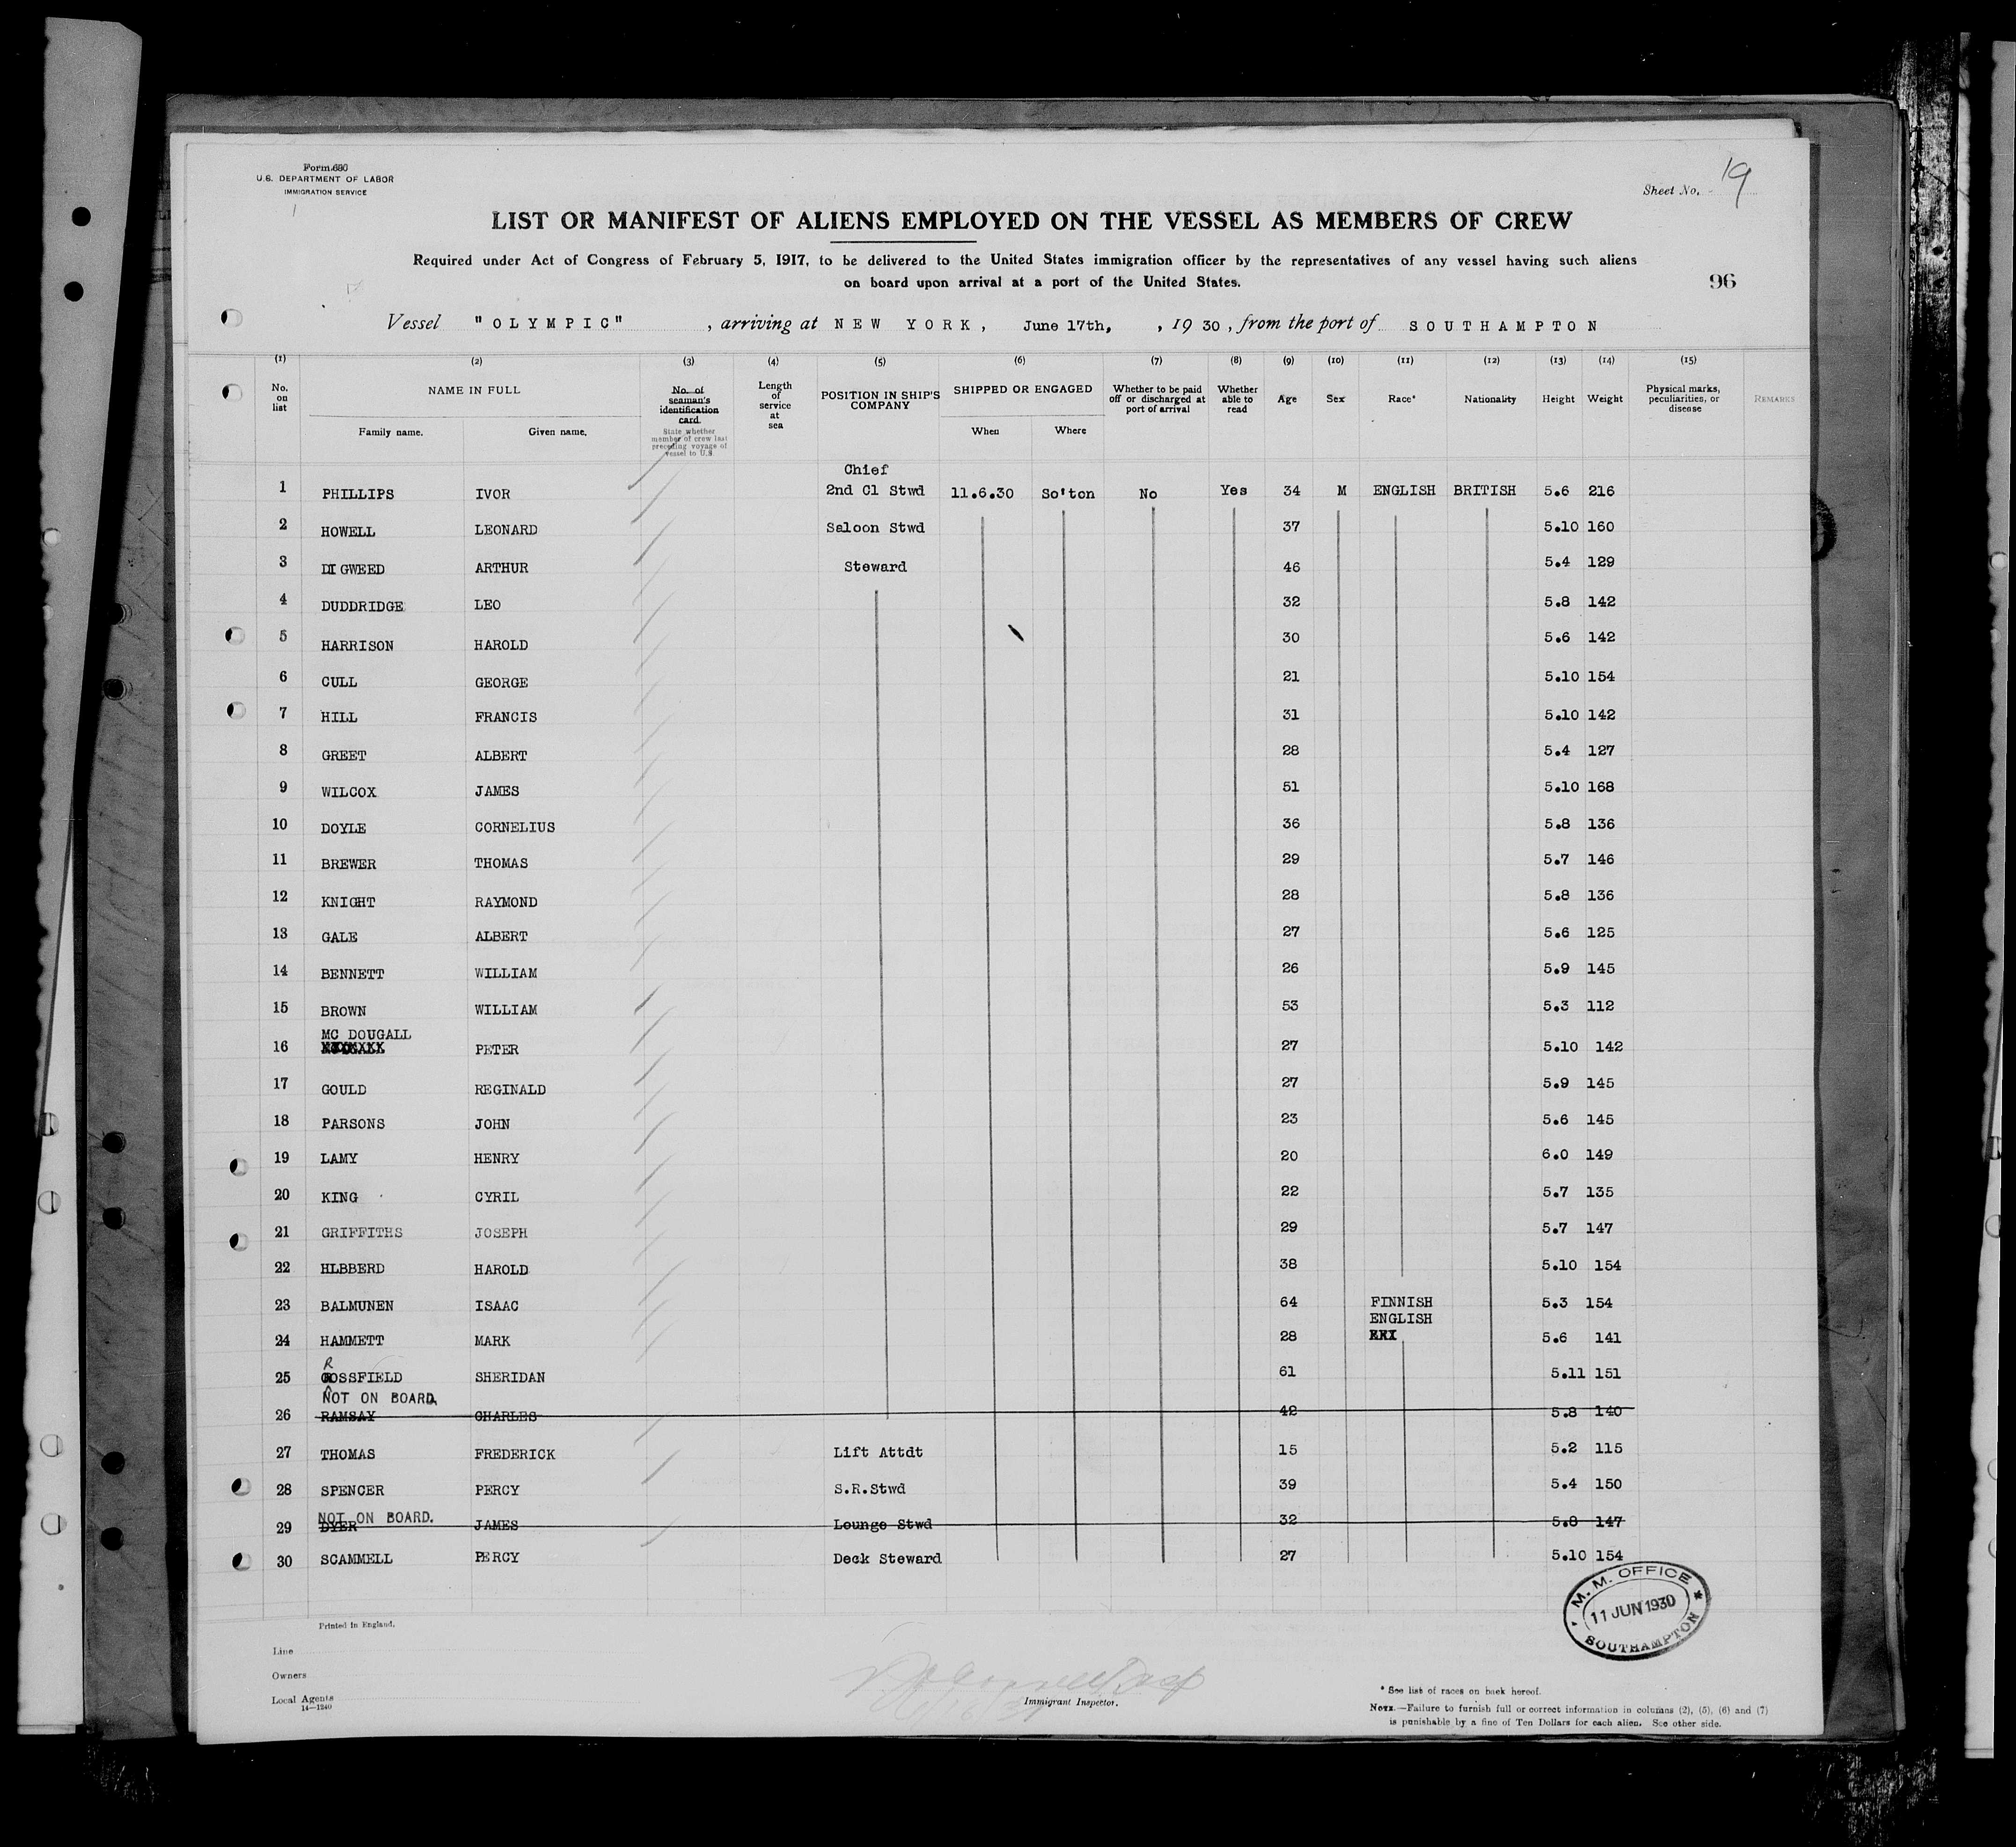 Form 680
U.S. DEPARTMENT OF LABOR
IMMIGRATION SERVICE
Sheet No. 19
LIST OR MANIFEST OF ALIENS EMPLOYED ON THE VESSEL AS MEMBERS OF CREW
Required under Act of Congress of February 5, 1917, to be delivered to the United States immigration officer by the representatives of any vessel having such aliens
on board upon arrival at a port of the United States.
96
Vessel "OLYMPIC" , arriving at NEW YORK, June 17th, , 1930, from the port of SOUTHAMPTON
(1) (2) (3) (4) (5) (6) (7) (8) (9) (10) (11) (12) (13) (14) (15)
No. on list NAME IN FULL Family name. Given name. No. of seaman's identification card. State whether member of crew last preceding voyage of vessel to U.S. Length of service at sea POSITION IN SHIP'S COMPANY SHIPPED OR ENGAGED When Where Whether to be paid off or discharged at port of arrival Whether able to read Age Sex Race* Nationality Height Weight Physical marks, peculiarities, or disease REMARKS
Chief
1 PHILLIPS IVOR 2nd Cl Stwd 11.6.30 So'ton No Yes 34 M ENGLISH BRITISH 5.6 216
2 HOWELL LEONARD Saloon Stwd 37 5.10 160
3 DIGWEED ARTHUR Steward 46 5.4 129
4 DUDDRIDGE LEO 32 5.8 142
5 HARRISON HAROLD 30 5.6 142
6 CULL GEORGE 21 5.10 154
7 HILL FRANCIS 31 5.10 142
8 GREET ALBERT 28 5.4 127
9 WILCOX JAMES 51 5.10 168
10 DOYLE CORNELIUS 36 5.8 136
11 BREWER THOMAS 29 5.7 146
12 KNIGHT RAYMOND 28 5.8 136
13 GALE ALBERT 27 5.6 125
14 BENNETT WILLIAM 26 5.9 145
15 BROWN WILLIAM 53 5.3 112
MC DOUGALL
16 PETER 27 5.10 142
17 GOULD REGINALD 27 5.9 145
18 PARSONS JOHN 23 5.6 145
19 LAMY HENRY 20 6.0 149
20 KING CYRIL 22 5.7 135
21 GRIFFITHS JOSEPH 29 5.7 147
22 HLBBERD HAROLD 38 5.10 154
23 BALMUNEN ISAAC 64 FINNISH 5.3 154
ENGLISH
24 HAMMETT MARK 28 5.6 141
R
25 COSSFIELD SHERIDAN 61 5.11 151
NOT ON BOARD.
26 RAMSAY CHARLES 42 5.8 140
27 THOMAS FREDERICK Lift Attdt 15 5.2 115
28 SPENCER PERCY S.R.Stwd 39 5.4 150
NOT ON BOARD.
29 DYER JAMES Lounge Stwd 32 5.8 147
30 SCAMMELL PERCY Deck Steward 27 5.10 154
M. M. OFFICE
11 JUN 1930
SOUTHAMPTON
Printed in England.
Line
Owners
Local Agents
14—1240
Immigrant Inspector.
* See list of races on back hereof.
NOTE.—Failure to furnish full or correct information in columns (2), (5), (6) and (7)
is punishable by a fine of Ten Dollars for each alien. See other side.